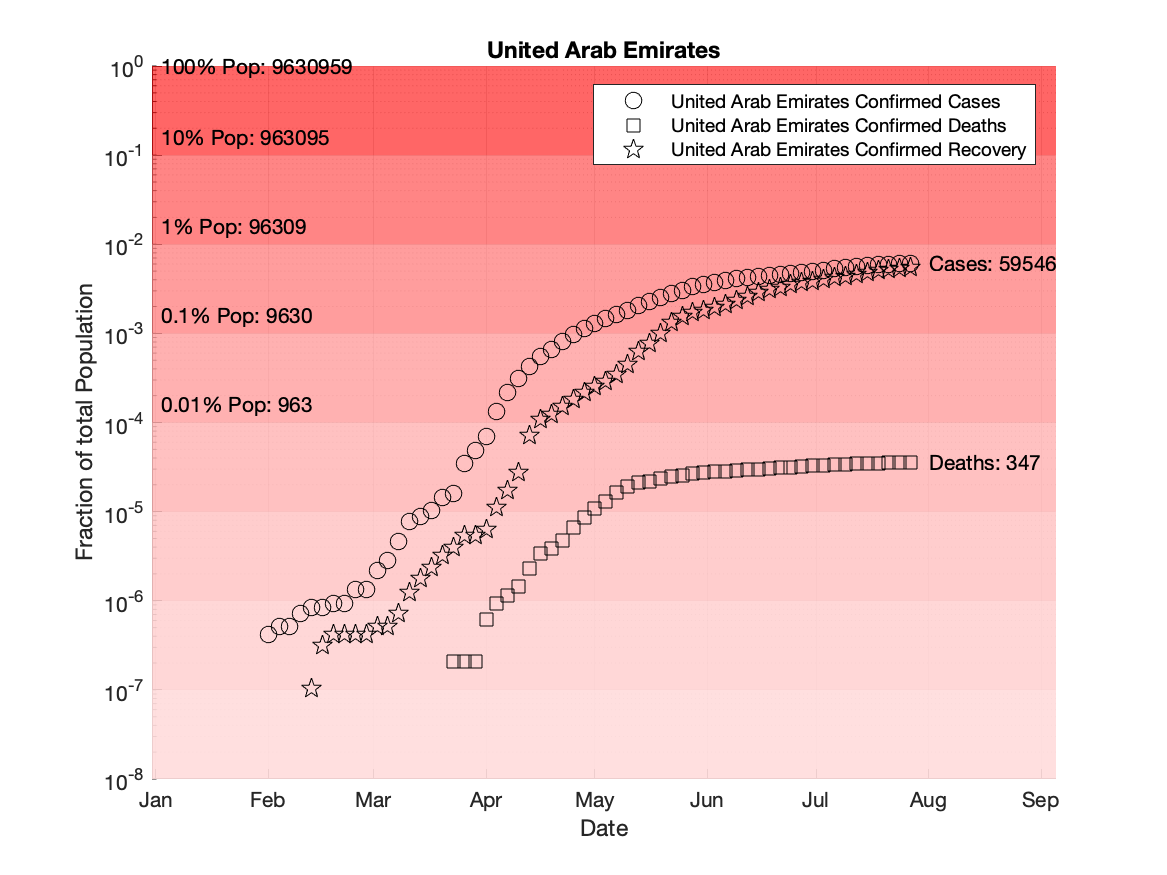 United Arab Emirates
10^0
100% Pop: 9630959
United Arab Emirates Confirmed Cases
United Arab Emirates Confirmed Deaths
United Arab Emirates Confirmed Recovery
10% Pop: 963095
10^-1
1% Pop: 96309
10^-2
Cases: 59546
0.1% Pop: 9630
10^-3
0.01% Pop: 963
10^-4
Deaths: 347
10^-5
10^-6
10^-7
10^-8
Fraction of total Population
Jan Feb Mar Apr May Jun Jul Aug Sep
Date